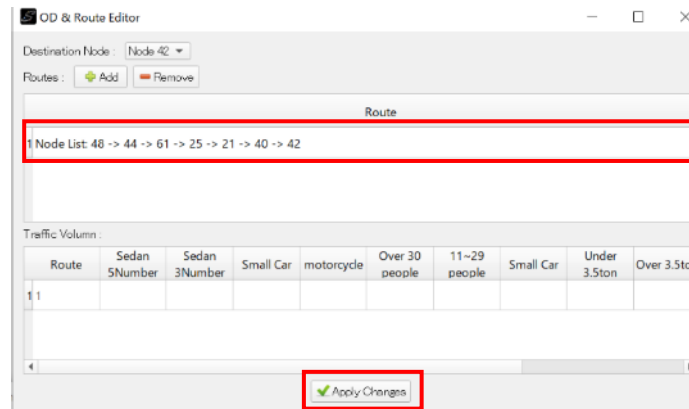 OD & Route Editor
Destination Node : Node 42
Routes : Add Remove
Route
1 Node List: 48 -> 44 -> 61 -> 25 -> 21 -> 40 -> 42
Traffic Volumn :
Route Sedan 5Number Sedan 3Number Small Car motorcycle Over 30 people 11~29 people Small Car Under 3.5ton Over 3.5to
1 1
Apply Changes